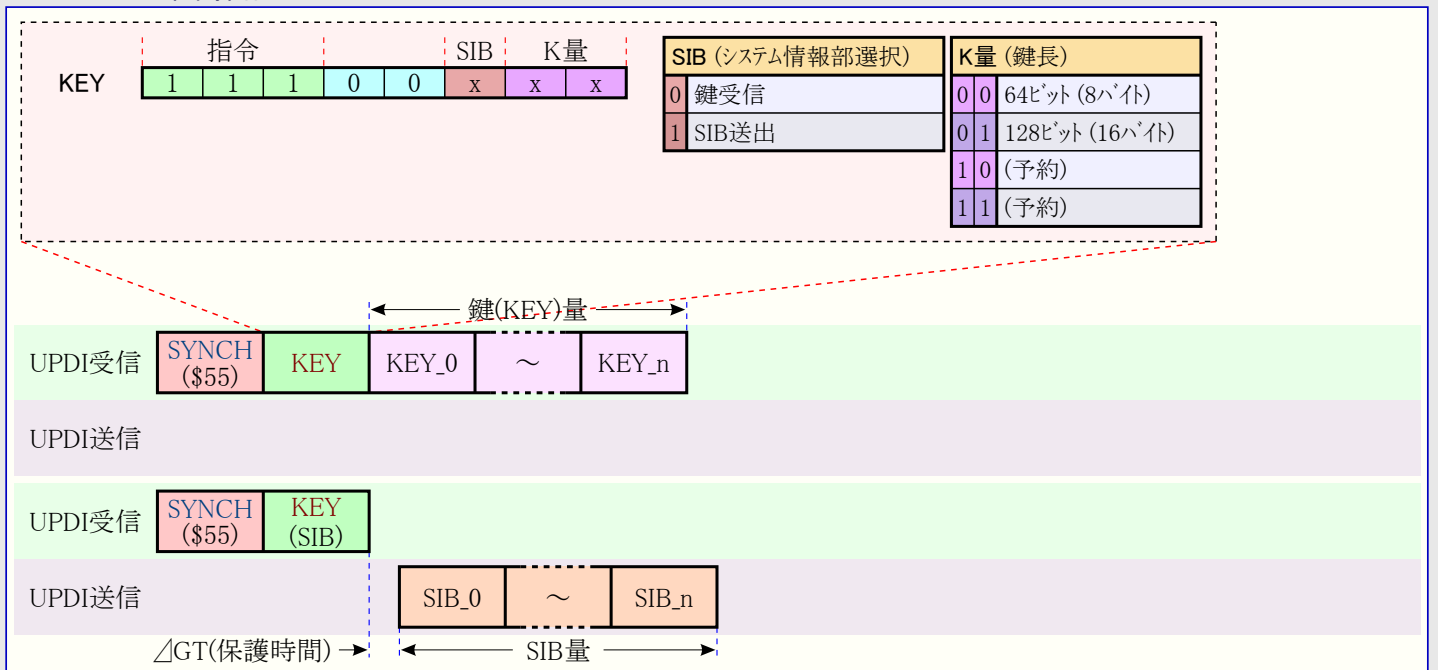 指令 SIB K量
KEY 1 1 1 0 0 x x x
SIB (システム情報部選択)
0 鍵受信
1 SIB送出
K量 (鍵長)
0 0 64ビット (8バイト)
0 1 128ビット (16バイト)
1 0 (予約)
1 1 (予約)
鍵(KEY)量
UPDI受信 SYNCH ($55) KEY KEY_0 ～ KEY_n
UPDI送信
UPDI受信 SYNCH ($55) KEY (SIB)
UPDI送信 SIB_0 ～ SIB_n
⊿GT(保護時間) SIB量